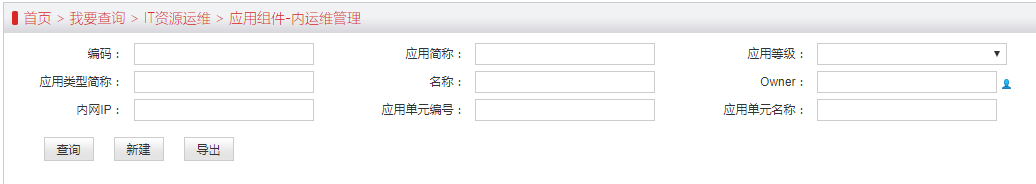 首页 > 我要查询 > IT资源运维 > 应用组件-内运维管理
编码： 应用简称： 应用等级：
应用类型简称： 名称： Owner：
内网IP： 应用单元编号： 应用单元名称：
查询 新建 导出